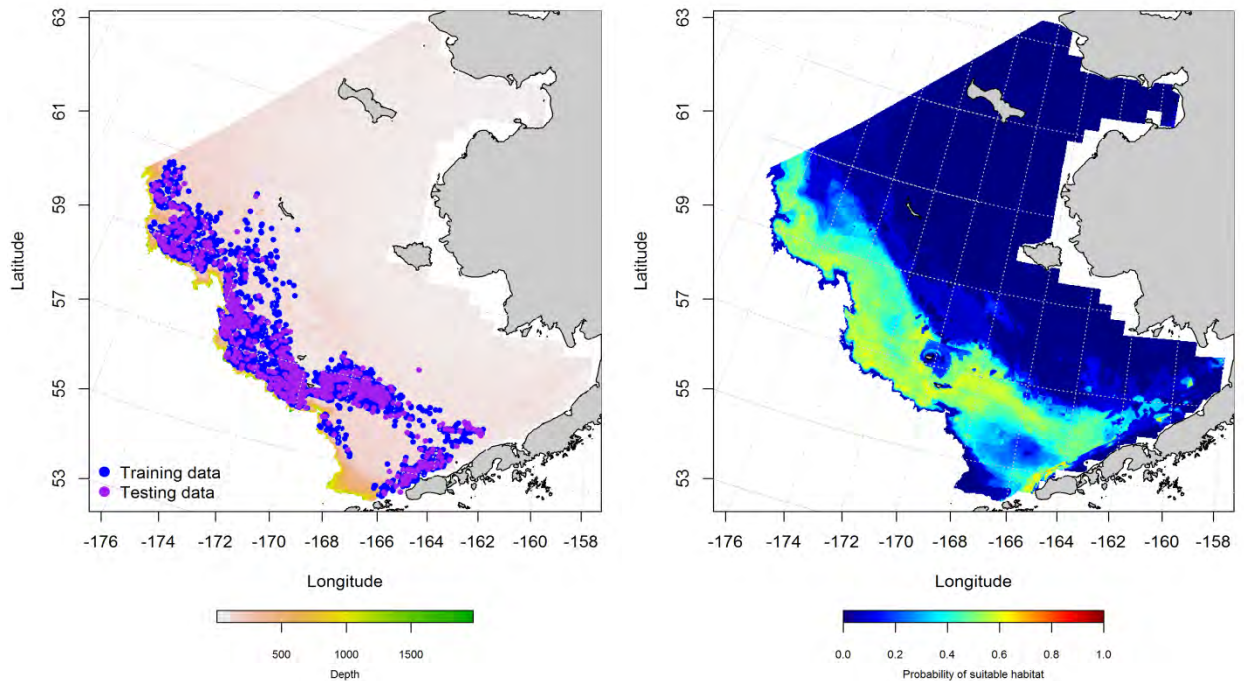 63
61
59
57
55
53
Latitude
Training data
Testing data
-176 -174 -172 -170 -168 -166 -164 -162 -160 -158
Longitude
500 1000 1500
Depth
63
61
59
57
55
53
Latitude
-176 -174 -172 -170 -168 -166 -164 -162 -160 -158
Longitude
0.0 0.2 0.4 0.6 0.8 1.0
Probability of suitable habitat